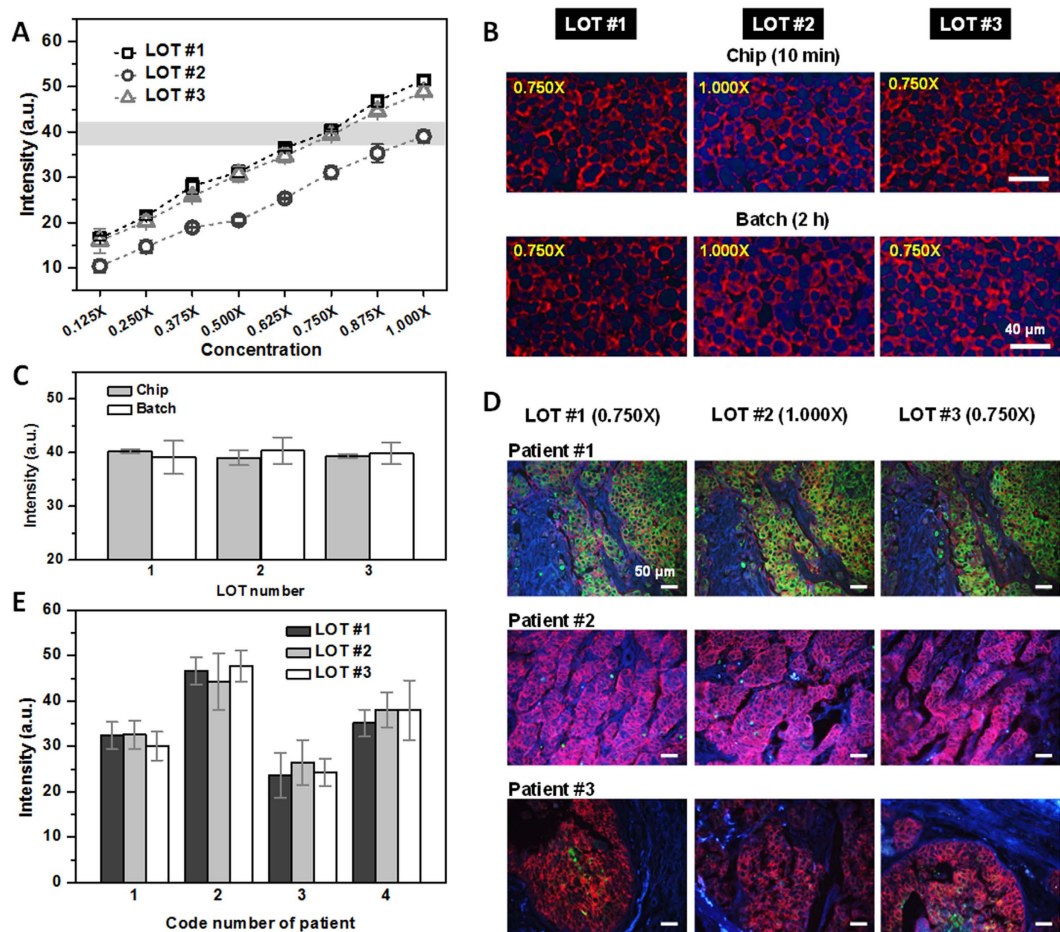 A
LOT #1
LOT #2
LOT #3
Intensity (a.u.)
60
50
40
30
20
10
0.125X 0.250X 0.375X 0.500X 0.625X 0.750X 0.875X 1.000X
Concentration
B
LOT #1 LOT #2 LOT #3
Chip (10 min)
0.750X 1.000X 0.750X
Batch (2 h)
0.750X 1.000X 0.750X
40 μm
C
Chip
Batch
Intensity (a.u.)
60
50
40
30
20
1 2 3
LOT number
D
LOT #1 (0.750X) LOT #2 (1.000X) LOT #3 (0.750X)
Patient #1
50 μm
Patient #2
Patient #3
E
LOT #1
LOT #2
LOT #3
Intensity (a.u.)
60
50
40
30
20
10
0
1 2 3 4
Code number of patient